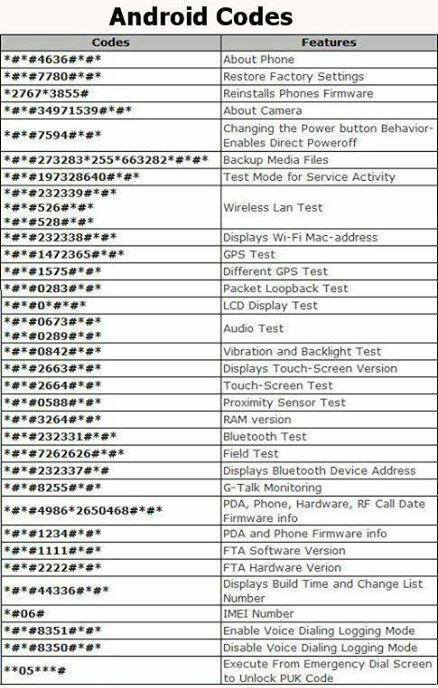 Android Codes
Codes Features
*#*#4636#*#* About Phone
*#*#7780#*#* Restore Factory Settings
*2767*3855# Reinstalls Phones Firmware
*#*#34971539#*#* About Camera
*#*#7594#*#* Changing the Power button Behavior-
Enables Direct Poweroff
*#*#273283*255*663282*#*#* Backup Media Files
*#*#197328640#*#* Test Mode for Service Activity
*#*#232339#*#*
*#*#526#*#*
*#*#528#*#*
Wireless Lan Test
*#*#232338#*#* Displays Wi-Fi Mac-address
*#*#1472365#*#* GPS Test
*#*#1575#*#* Different GPS Test
*#*#0283#*#* Packet Loopback Test
*#*#0*#*#* LCD Display Test
*#*#0673#*#*
*#*#0289#*#*
Audio Test
*#*#0842#*#* Vibration and Backlight Test
*#*#2663#*#* Displays Touch-Screen Version
*#*#2664#*#* Touch-Screen Test
*#*#0588#*#* Proximity Sensor Test
*#*#3264#*#* RAM version
*#*#232331#*#* Bluetooth Test
*#*#7262626#*#* Field Test
*#*#232337#*# Displays Bluetooth Device Address
*#*#8255#*#* G-Talk Monitoring
*#*#4986*2650468#*#* PDA, Phone, Hardware, RF Call Date
Firmware info
*#*#1234#*#* PDA and Phone Firmware info
*#*#1111#*#* FTA Software Version
*#*#2222#*#* FTA Hardware Verion
*#*#44336#*#* Displays Build Time and Change List
Number
*#06# IMEI Number
*#*#8351#*#* Enable Voice Dialing Logging Mode
*#*#8350#*#* Disable Voice Dialing Logging Mode
**05***# Execute From Emergency Dial Screen
to Unlock PUK Code